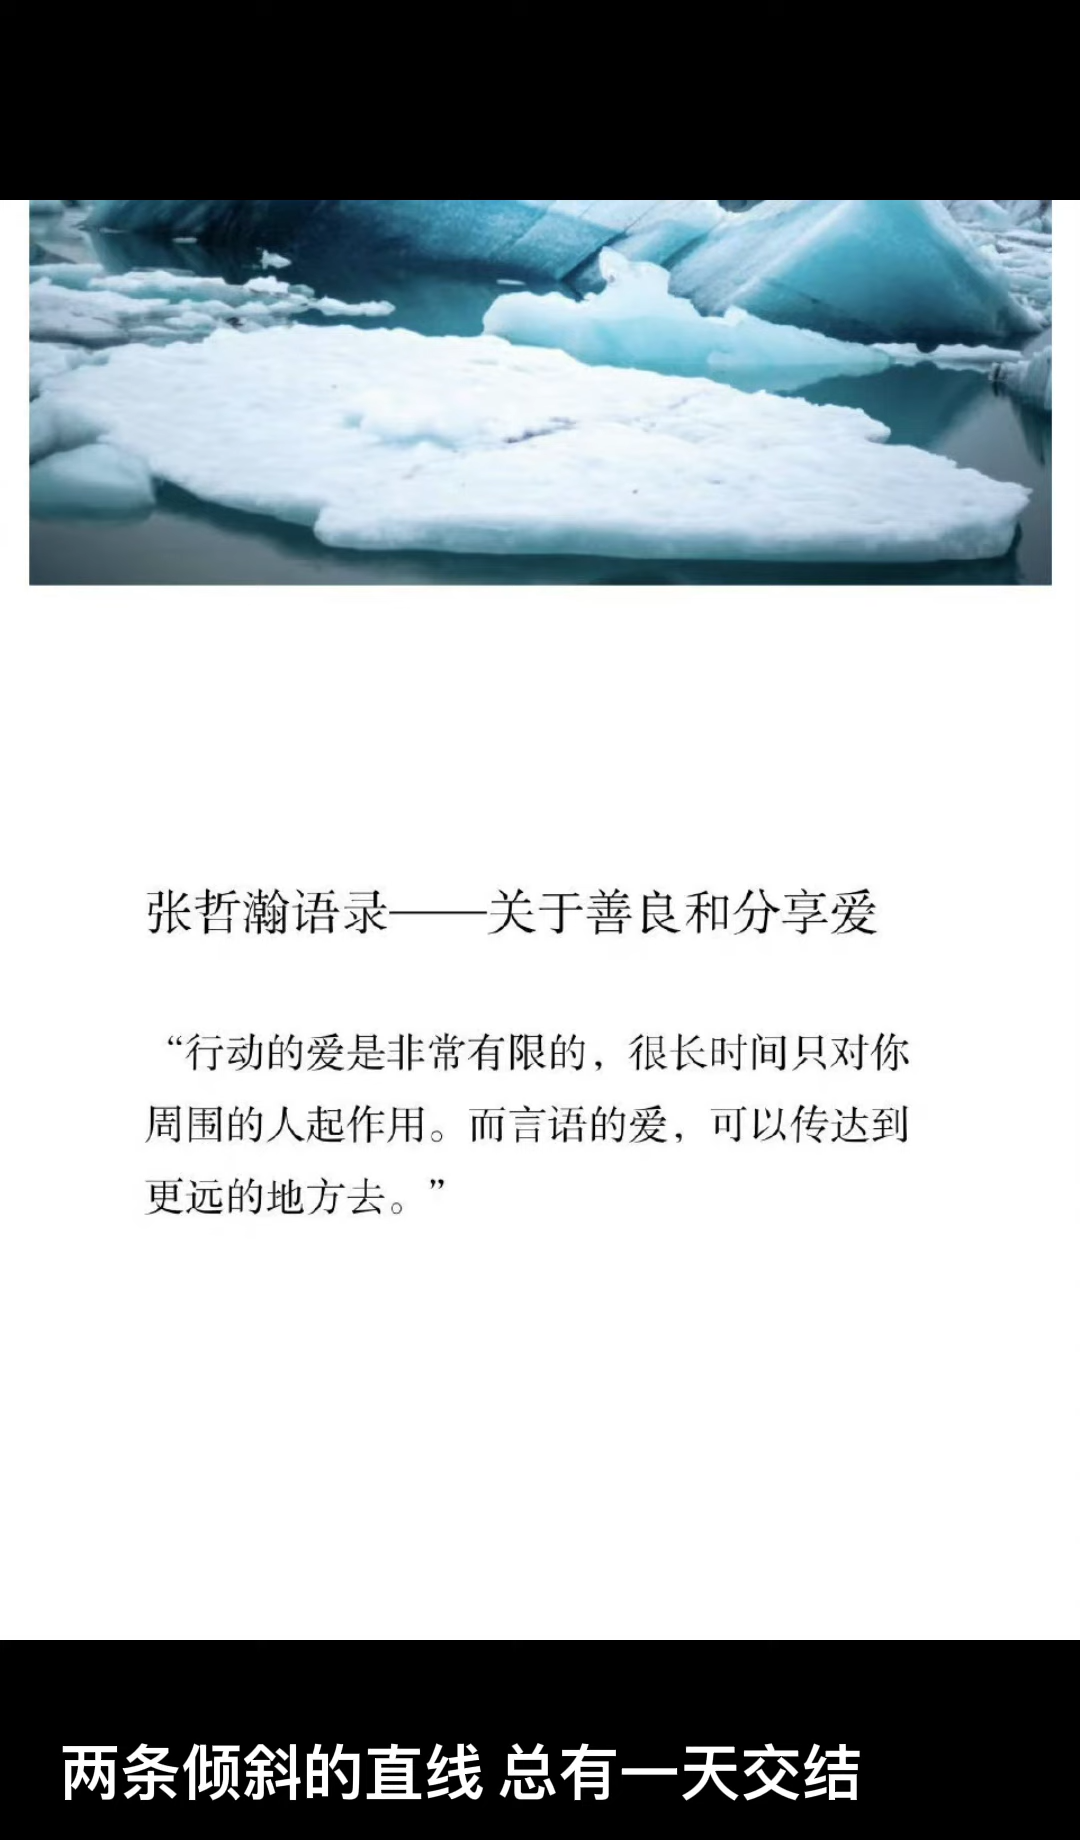 张哲瀚语录——关于善良和分享爱
“行动的爱是非常有限的，很长时间只对你
周围的人起作用。而言语的爱，可以传达到
更远的地方去。”
两条倾斜的直线 总有一天交结